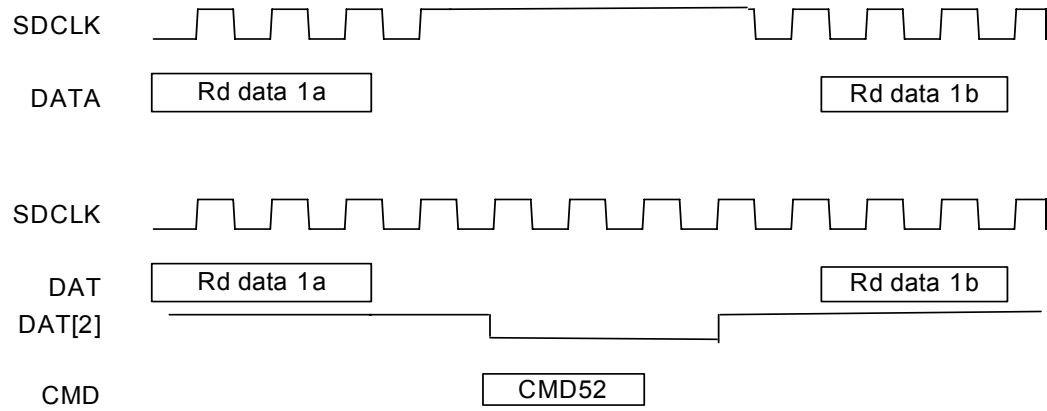 SDCLK
DATA Rd data 1a Rd data 1b
SDCLK
DAT Rd data 1a Rd data 1b
DAT[2]
CMD CMD52